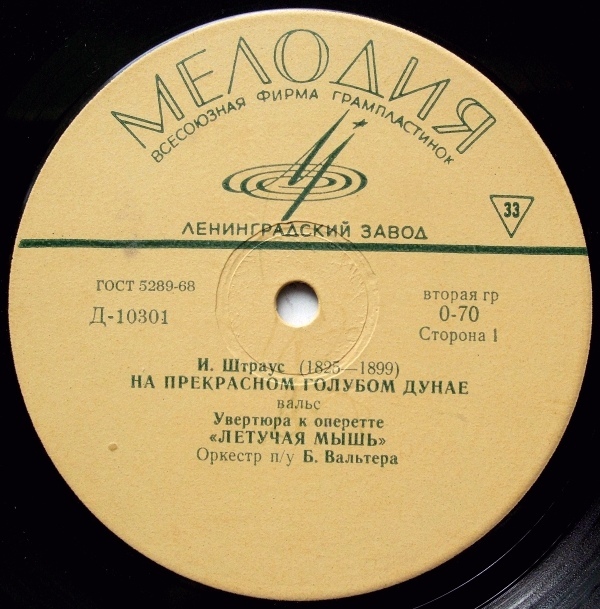 МЕЛОДИЯ
ВСЕСОЮЗНАЯ ФИРМА ГРАМПЛАСТИНОК
ЛЕНИНГРАДСКИЙ ЗАВОД
33
ГОСТ 5289-68
Д-10301
вторая гр
0-70
Сторона 1
И. Штраус (1825—1899)
НА ПРЕКРАСНОМ ГОЛУБОМ ДУНАЕ
вальс
Увертюра к оперетте
«ЛЕТУЧАЯ МЫШЬ»
Оркестр п/у Б. Вальтера